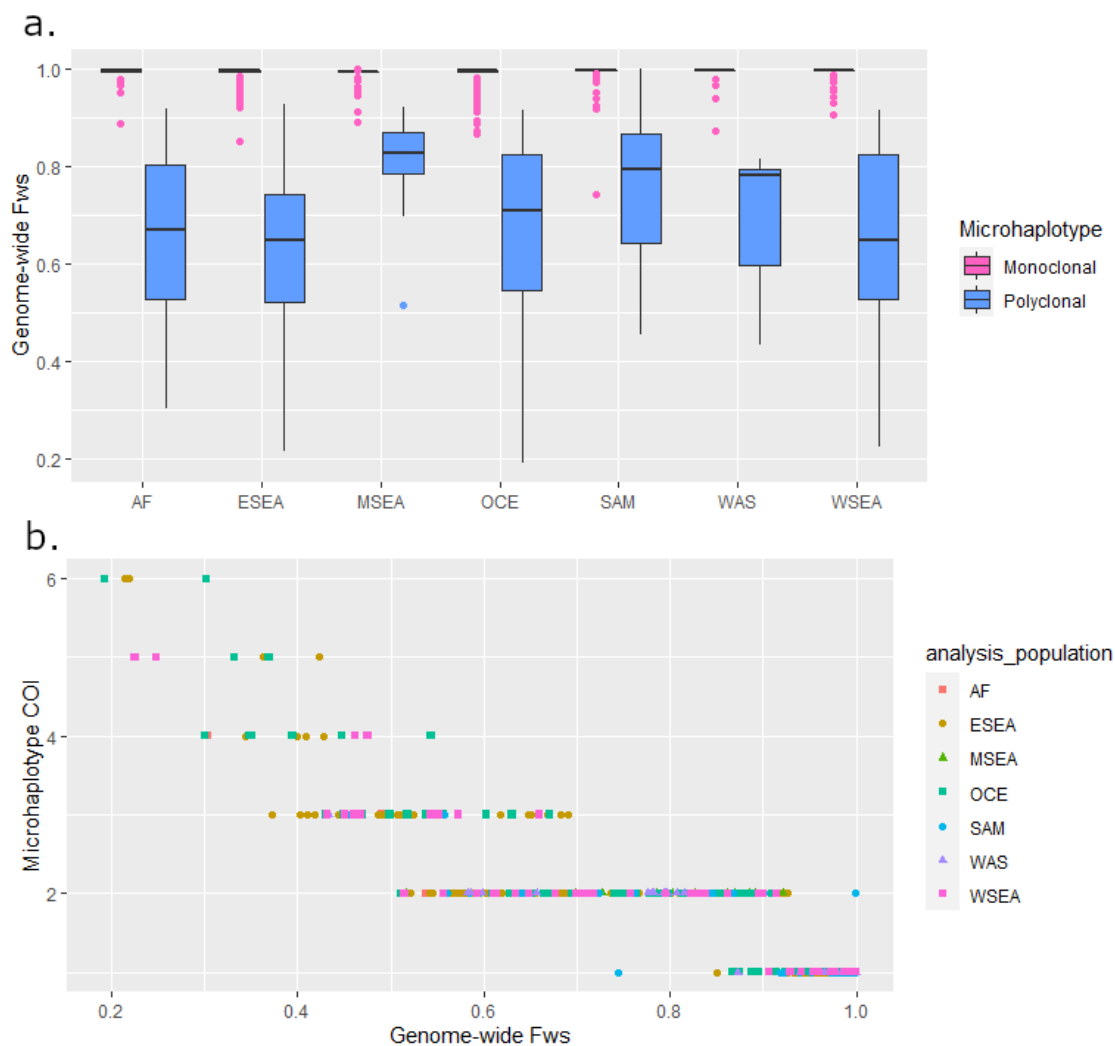 a.
Genome-wide Fws
1.0
0.8
0.6
0.4
0.2
AF ESEA MSEA OCE SAM WAS WSEA
Microhaplotype
Monoclonal
Polyclonal
b.
Microhaplotype COI
6
4
2
0.2 0.4 0.6 0.8 1.0
Genome-wide Fws
analysis_population
AF
ESEA
MSEA
OCE
SAM
WAS
WSEA